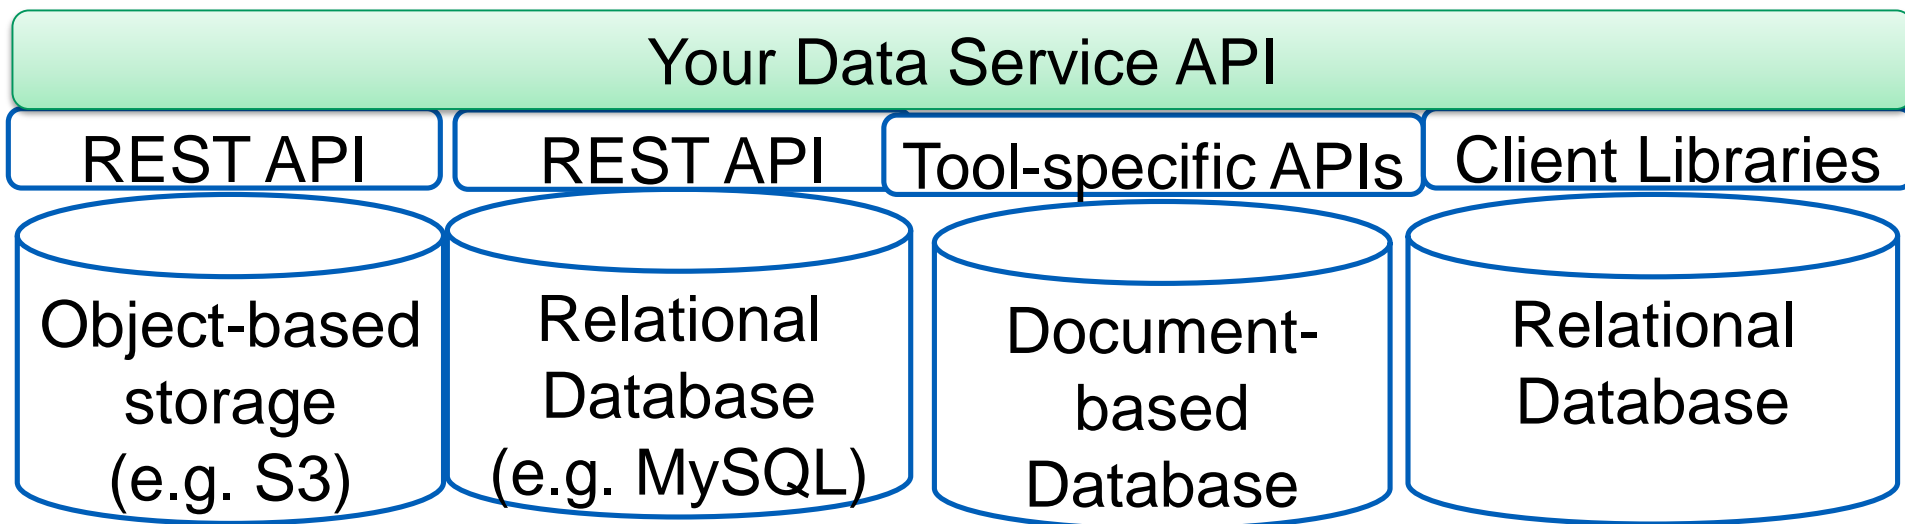 Your Data Service API
REST API
REST API
Tool-specific APIs
Client Libraries
Object-based
storage
(e.g. S3)
Relational
Database
(e.g. MySQL)
Document-
based
Database
Relational
Database